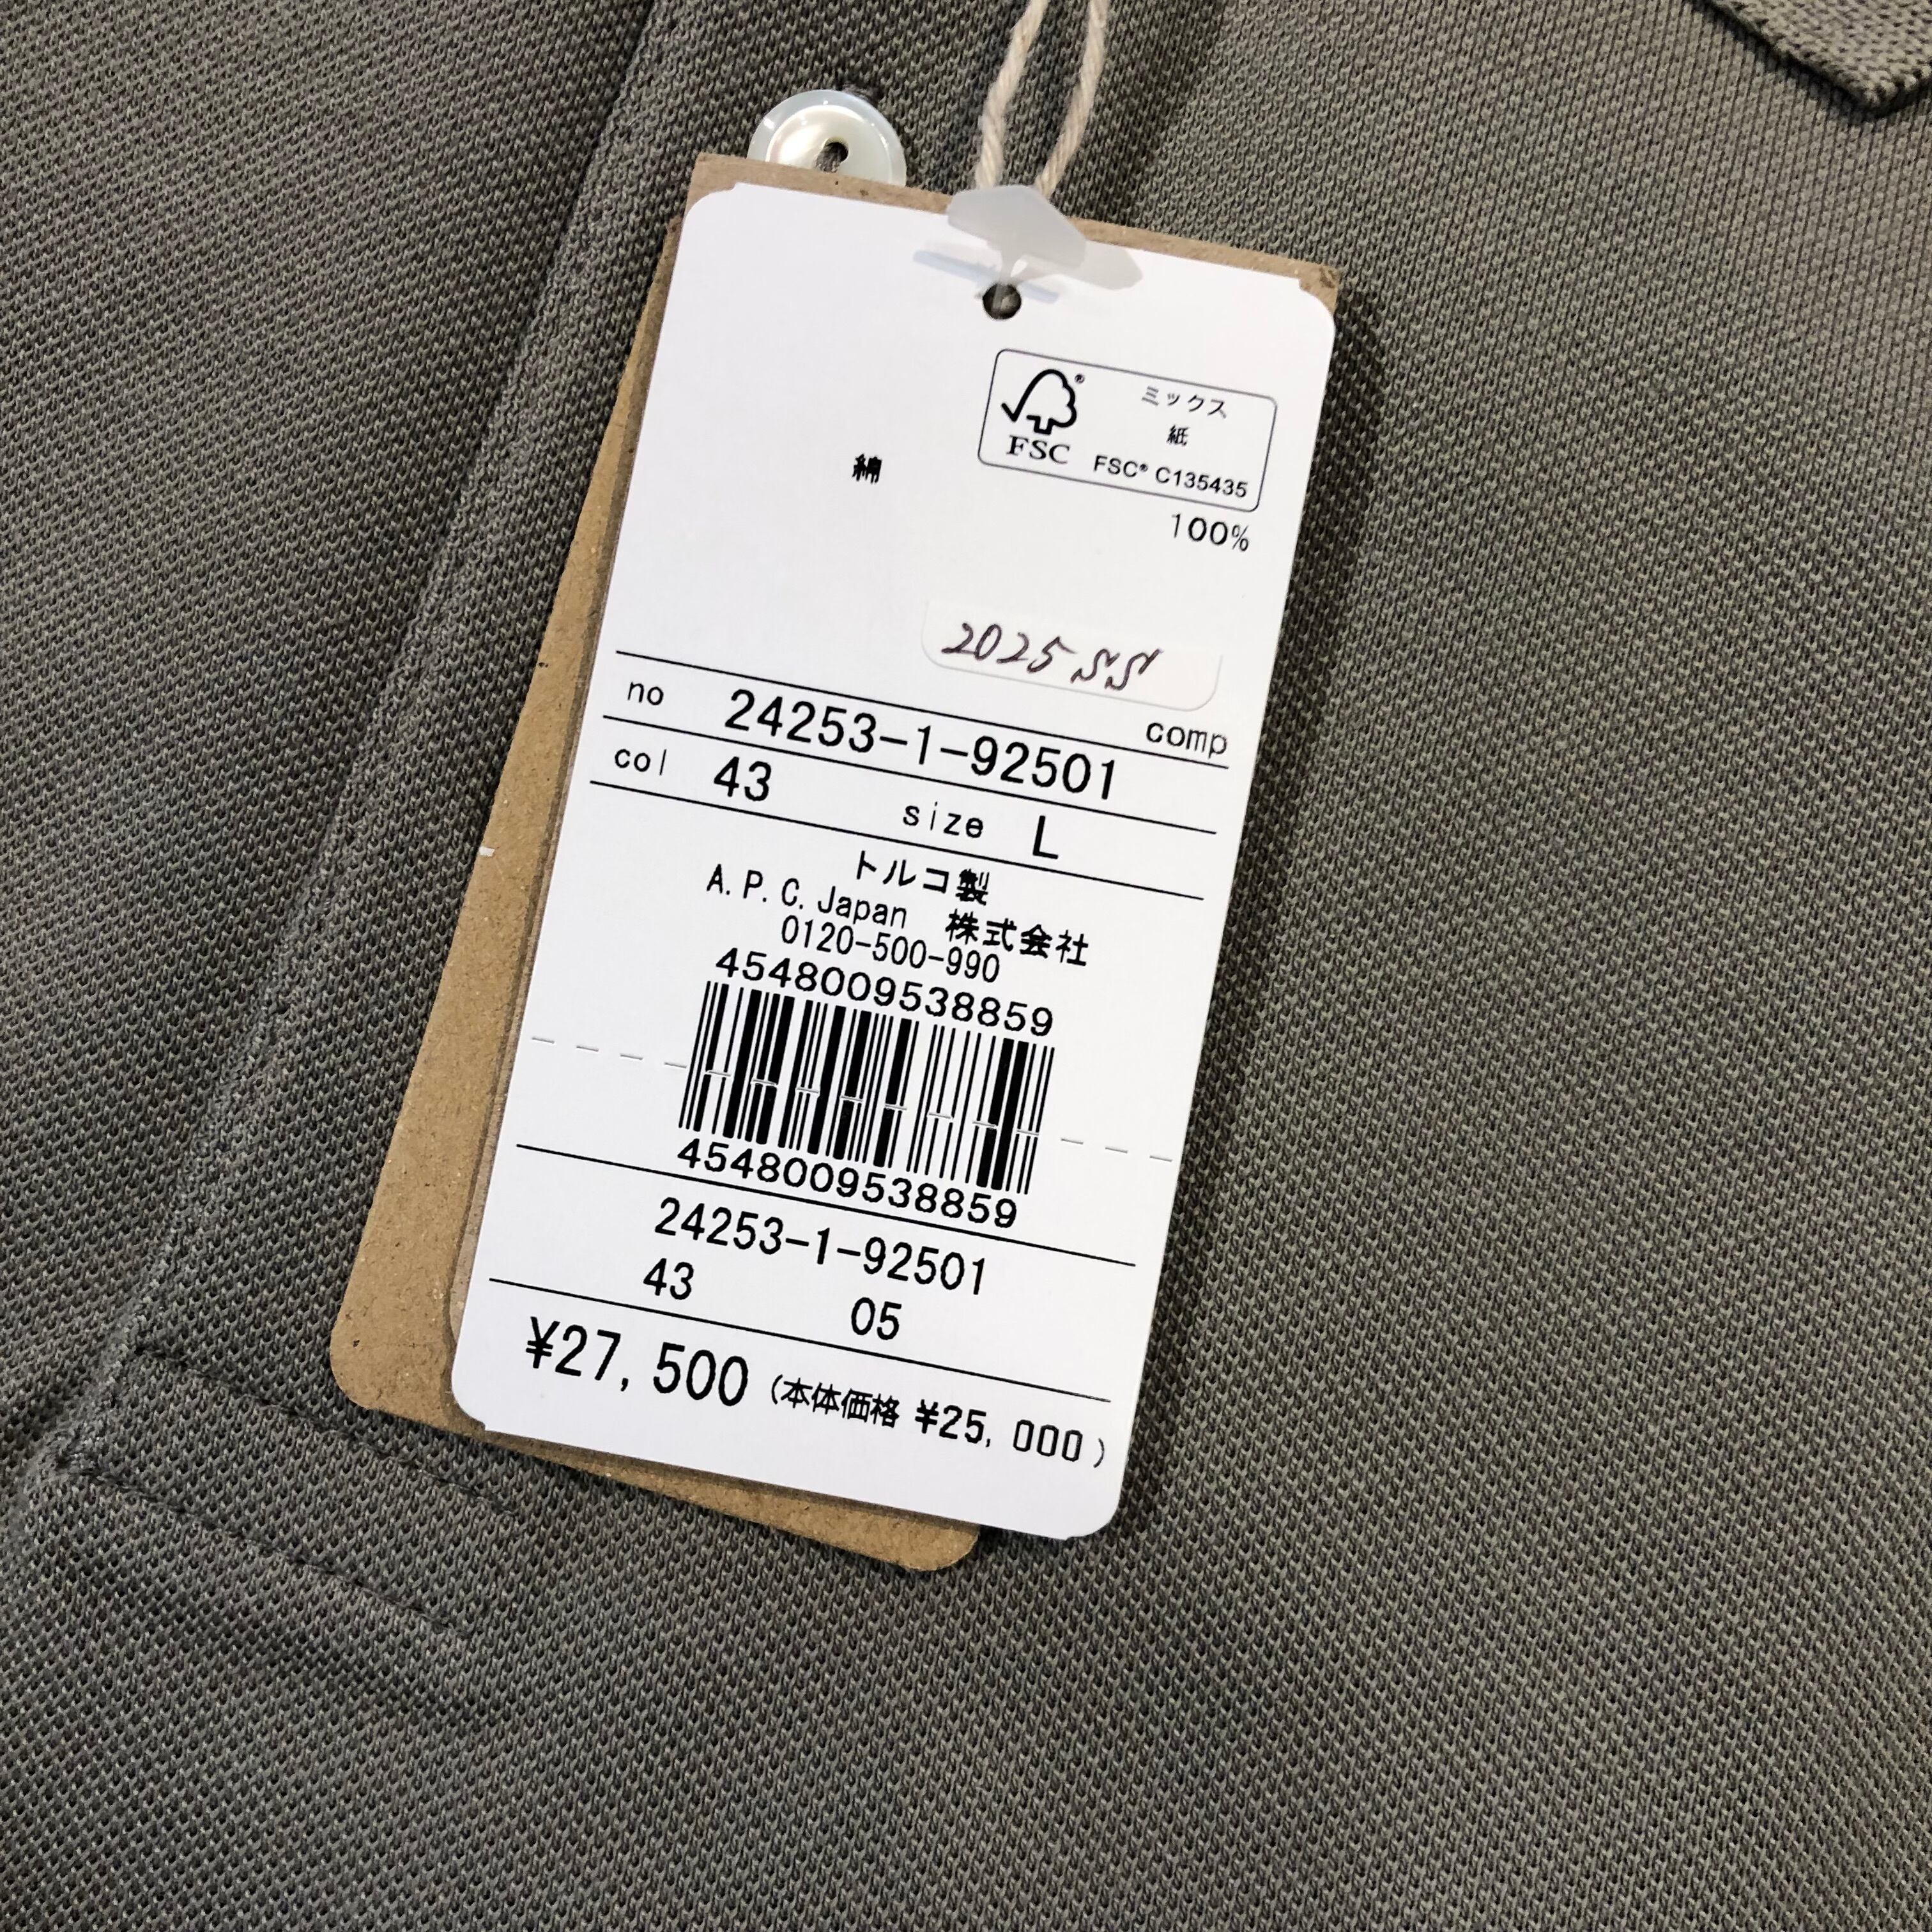 ミックス
紙
FSC
FSC® C135435
綿 100%
2025 SS
comp
no 24253-1-92501
col 43 size L
トルコ製
A.P.C.Japan 株式会社
0120-500-990
4548009538859
4548009538859
24253-1-92501
43 05
¥27,500 (本体価格 ¥25,000)